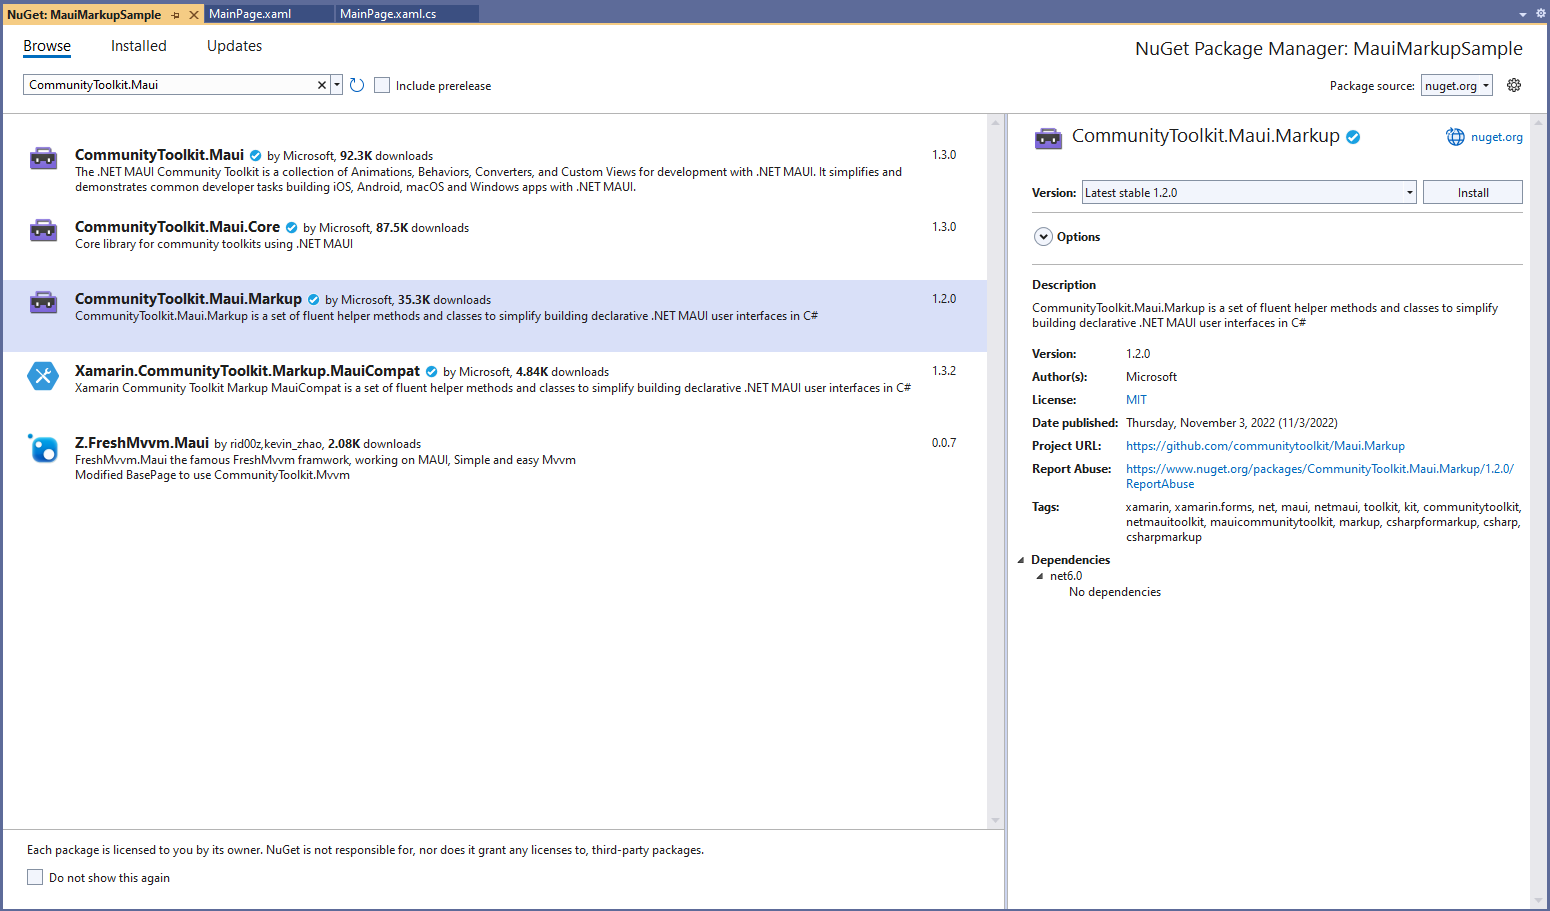 NuGet: MauiMarkupSample
MainPage.xaml
MainPage.xaml.cs
Browse
Installed
Updates
NuGet Package Manager: MauiMarkupSample
CommunityToolkit.Maui
Include prerelease
Package source: nuget.org
CommunityToolkit.Maui by Microsoft, 92.3K downloads 1.3.0
The .NET MAUI Community Toolkit is a collection of Animations, Behaviors, Converters, and Custom Views for development with .NET MAUI. It simplifies and
demonstrates common developer tasks building iOS, Android, macOS and Windows apps with .NET MAUI.
CommunityToolkit.Maui.Core by Microsoft, 87.5K downloads 1.3.0
Core library for community toolkits using .NET MAUI
CommunityToolkit.Maui.Markup by Microsoft, 35.3K downloads 1.2.0
CommunityToolkit.Maui.Markup is a set of fluent helper methods and classes to simplify building declarative .NET MAUI user interfaces in C#
Xamarin.CommunityToolkit.Markup.MauiCompat by Microsoft, 4.84K downloads 1.3.2
Xamarin Community Toolkit Markup MauiCompat is a set of fluent helper methods and classes to simplify building declarative .NET MAUI user interfaces in C#
Z.FreshMvvm.Maui by rid00z,kevin_zhao, 2.08K downloads 0.0.7
FreshMvvm.Maui the famous FreshMvvm framwork, working on MAUI, Simple and easy Mvvm
Modified BasePage to use CommunityToolkit.Mvvm
Each package is licensed to you by its owner. NuGet is not responsible for, nor does it grant any licenses to, third-party packages.
Do not show this again
CommunityToolkit.Maui.Markup
nuget.org
Version: Latest stable 1.2.0
Install
Options
Description
CommunityToolkit.Maui.Markup is a set of fluent helper methods and classes to simplify
building declarative .NET MAUI user interfaces in C#
Version: 1.2.0
Author(s): Microsoft
License: MIT
Date published: Thursday, November 3, 2022 (11/3/2022)
Project URL: https://github.com/communitytoolkit/Maui.Markup
Report Abuse: https://www.nuget.org/packages/CommunityToolkit.Maui.Markup/1.2.0/
ReportAbuse
Tags: xamarin, xamarin.forms, net, maui, netmaui, toolkit, kit, communitytoolkit,
netmauitoolkit, mauicommunitytoolkit, markup, csharpformarkup, csharp,
csharpmarkup
Dependencies
net6.0
No dependencies